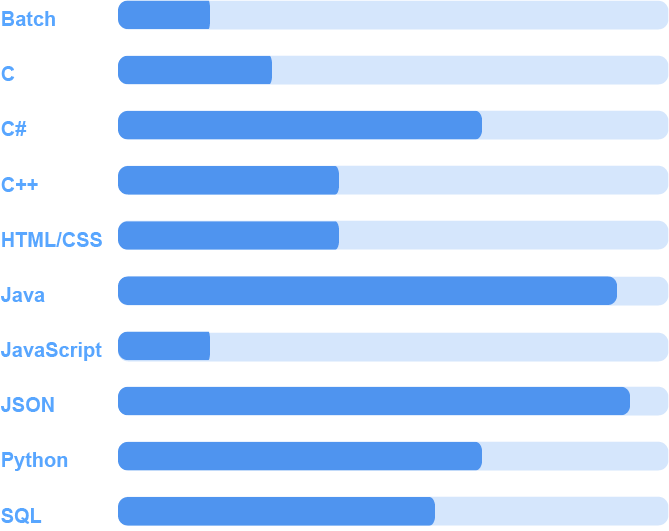 Batch
C
C#
C++
HTML/CSS
Java
JavaScript
JSON
Python
SQL